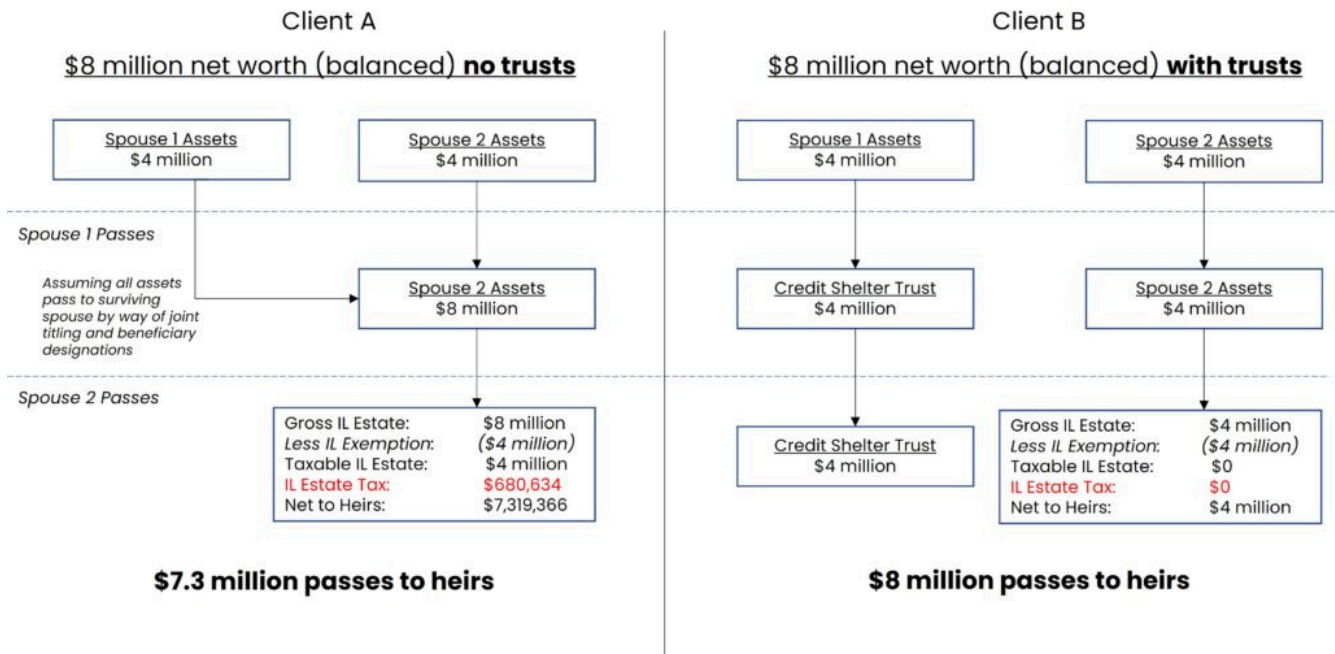 Client A
$8 million net worth (balanced) no trusts
Spouse 1 Assets
$4 million
Spouse 2 Assets
$4 million
Spouse 1 Passes
Assuming all assets
pass to surviving
spouse by way of joint
titling and beneficiary
designations
Spouse 2 Assets
$8 million
Spouse 2 Passes
Gross IL Estate: $8 million
Less IL Exemption: ($4 million)
Taxable IL Estate: $4 million
IL Estate Tax: $680,634
Net to Heirs: $7,319,366
$7.3 million passes to heirs
Client B
$8 million net worth (balanced) with trusts
Spouse 1 Assets
$4 million
Spouse 2 Assets
$4 million
Credit Shelter Trust
$4 million
Spouse 2 Assets
$4 million
Credit Shelter Trust
$4 million
Gross IL Estate: $4 million
Less IL Exemption: ($4 million)
Taxable IL Estate: $0
IL Estate Tax: $0
Net to Heirs: $4 million
$8 million passes to heirs